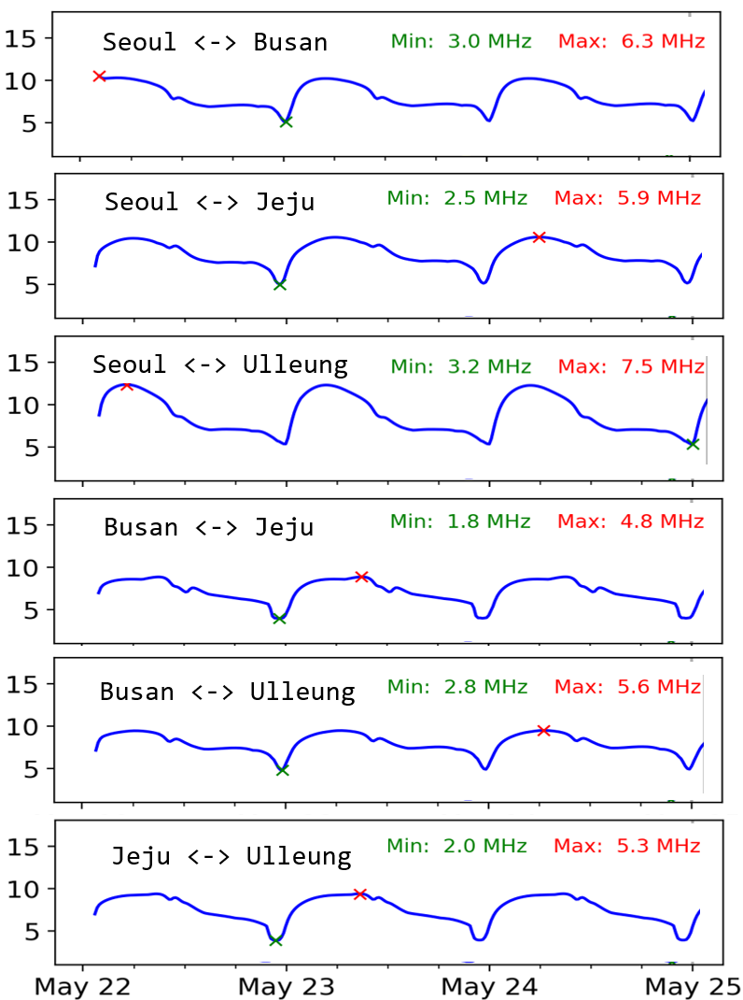 Seoul <-> Busan Min: 3.0 MHz Max: 6.3 MHz
15
10
5
Seoul <-> Jeju Min: 2.5 MHz Max: 5.9 MHz
15
10
5
Seoul <-> Ulleung Min: 3.2 MHz Max: 7.5 MHz
15
10
5
Busan <-> Jeju Min: 1.8 MHz Max: 4.8 MHz
15
10
5
Busan <-> Ulleung Min: 2.8 MHz Max: 5.6 MHz
15
10
5
Jeju <-> Ulleung Min: 2.0 MHz Max: 5.3 MHz
15
10
5
May 22 May 23 May 24 May 25